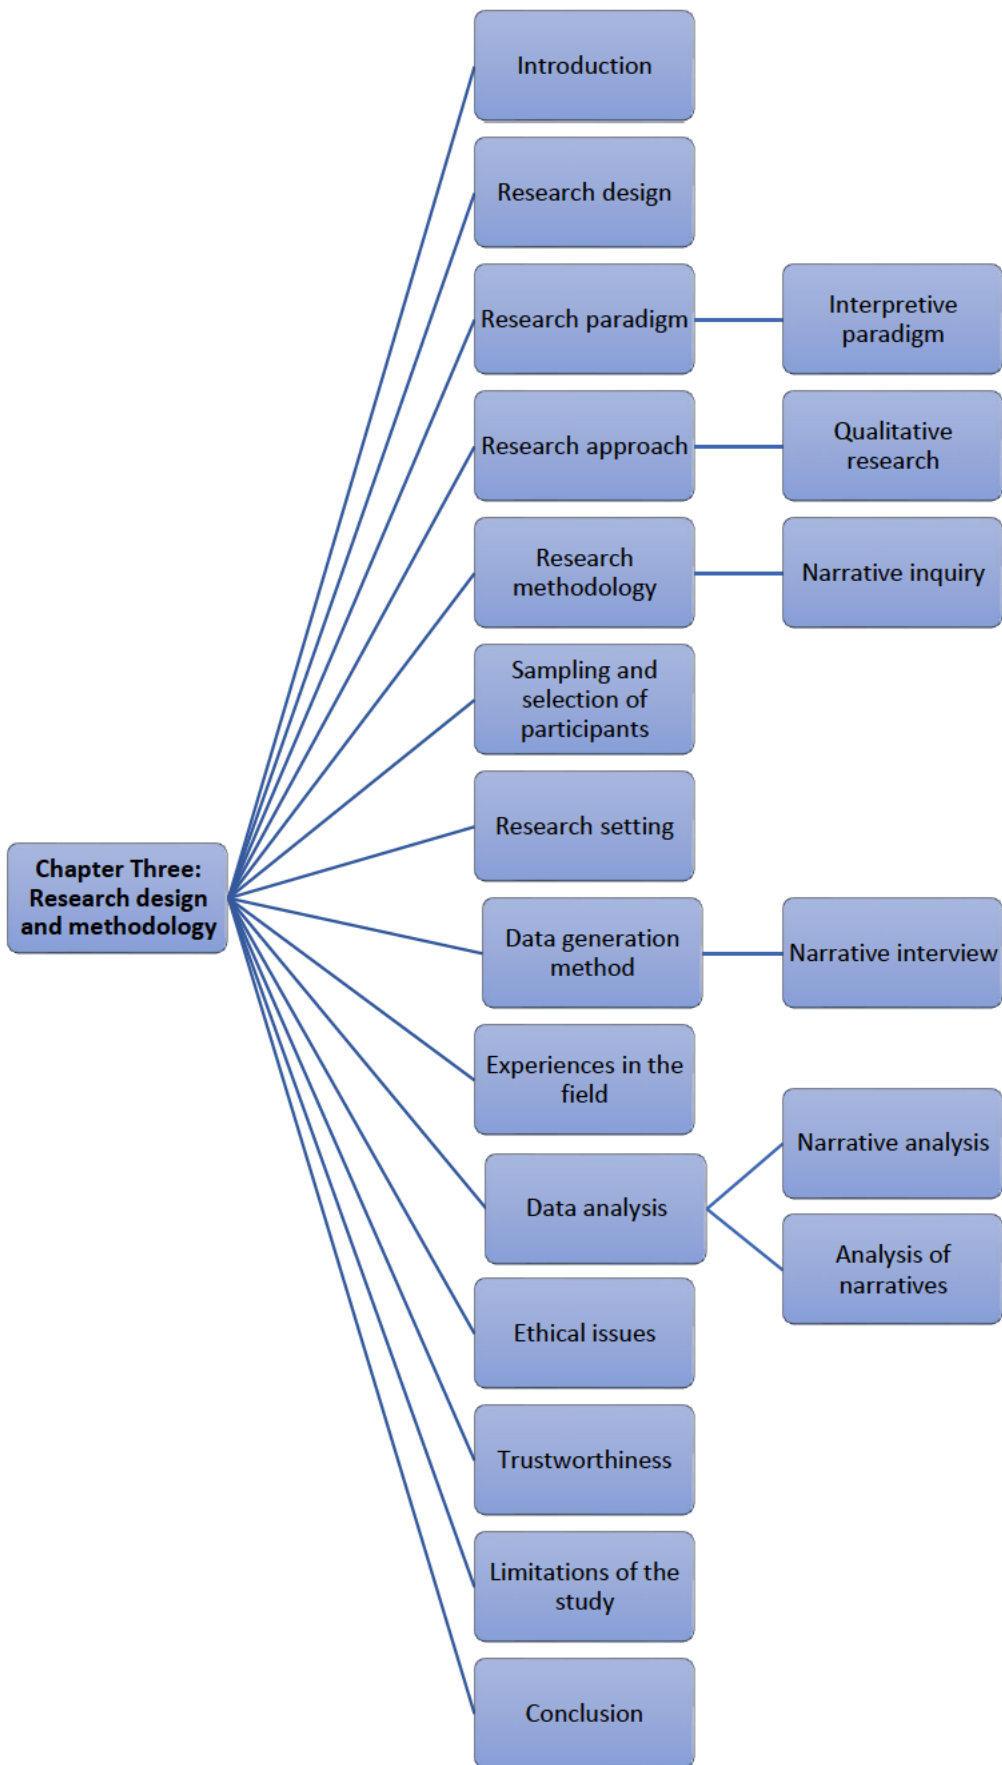 Introduction
Research design
Research paradigm
Interpretive
paradigm
Research approach
Qualitative
research
Research
methodology
Narrative inquiry
Sampling and
selection of
participants
Research setting
Chapter Three:
Research design
and methodology
Data generation
method
Narrative interview
Experiences in the
field
Data analysis
Narrative analysis
Analysis of
narratives
Ethical issues
Trustworthiness
Limitations of the
study
Conclusion